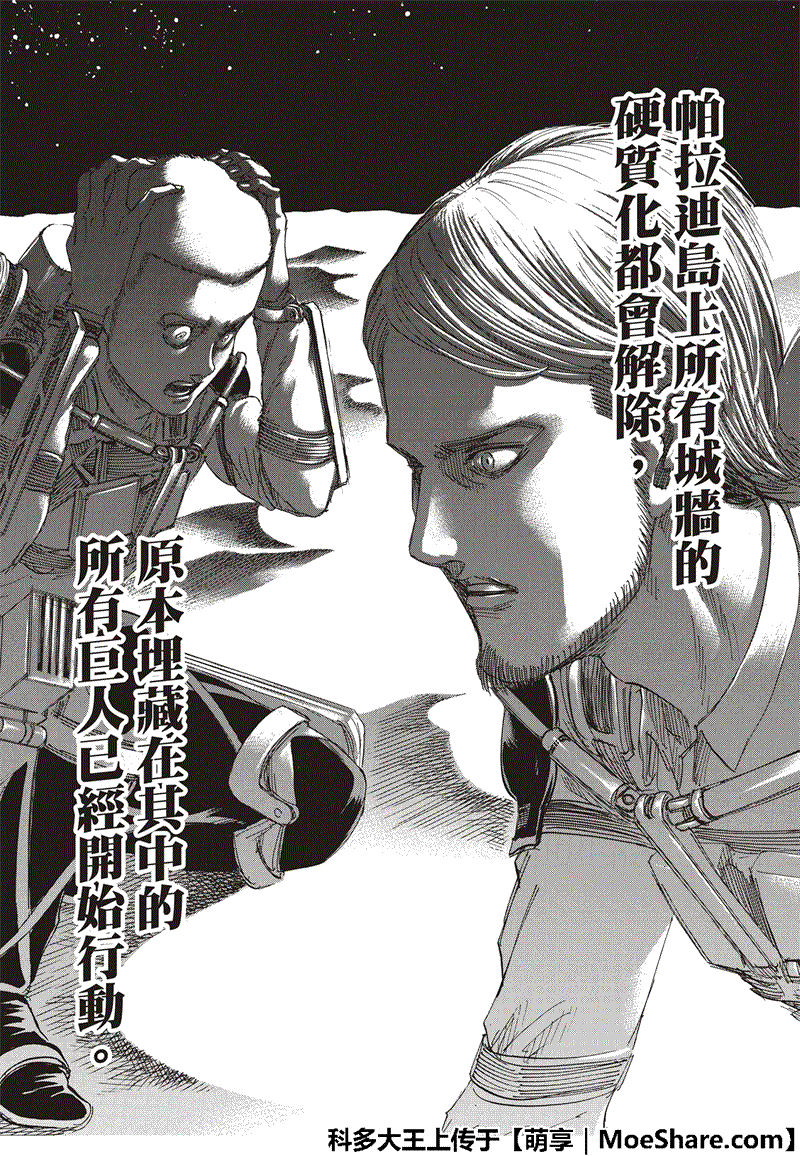 帕拉迪島上所有城牆的
硬質化都會解除，
原本埋藏在其中的
所有巨人已經開始行動。
科多大王上传于【萌享｜MoeShare.com】